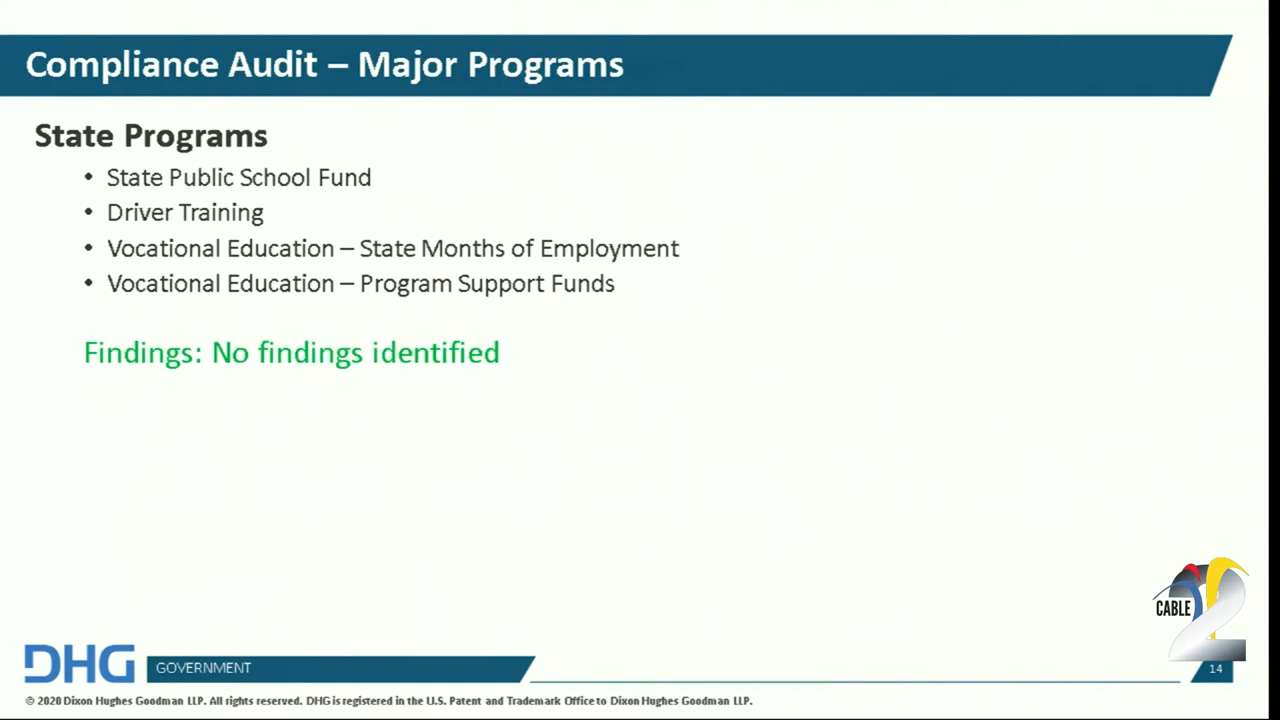 Compliance Audit – Major Programs
State Programs
• State Public School Fund
• Driver Training
• Vocational Education – State Months of Employment
• Vocational Education – Program Support Funds
Findings: No findings identified
CABLE 2
DHG GOVERNMENT
14
© 2020 Dixon Hughes Goodman LLP. All rights reserved. DHG is registered in the U.S. Patent and Trademark Office to Dixon Hughes Goodman LLP.